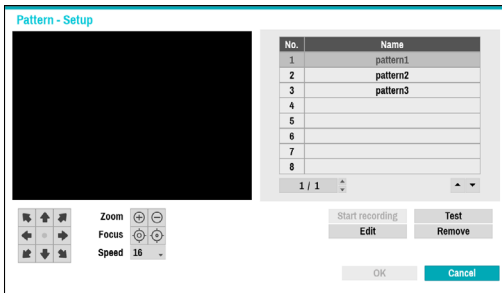 Pattern - Setup
No. Name
1 pattern1
2 pattern2
3 pattern3
4
5
6
7
8
1 / 1
Zoom
Focus
Speed 16
Start recording Test
Edit Remove
OK Cancel